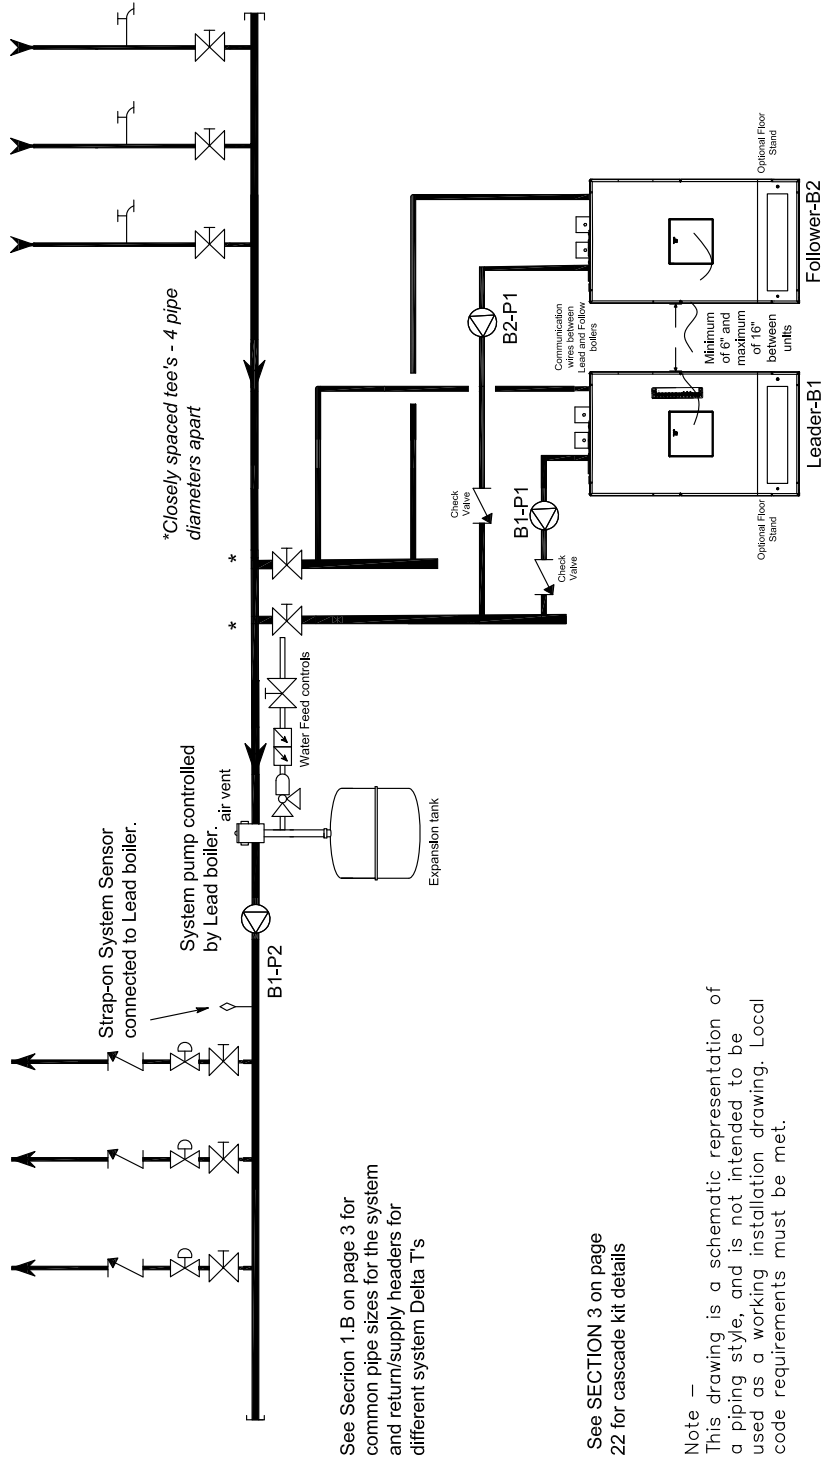 *Closely spaced tee's - 4 pipe
diameters apart
*
*
Strap-on System Sensor
connected to Lead boiler.
System pump controlled
by Lead boiler.
air vent
B1-P2
Water Feed controls
Expansion tank
Check
Valve
B1-P1
Check
Valve
B2-P1
Communication
wires between
Lead and Follow
boilers
Minimum
of 6" and
maximum
of 16"
between
units
Optional Floor
Stand
Leader-B1
Optional Floor
Stand
Follower-B2
See Secrion 1.B on page 3 for
common pipe sizes for the system
and return/supply headers for
different system Delta T's
See SECTION 3 on page
22 for cascade kit details
Note –
This drawing is a schematic representation of
a piping style, and is not intended to be
used as a working installation drawing. Local
code requirements must be met.